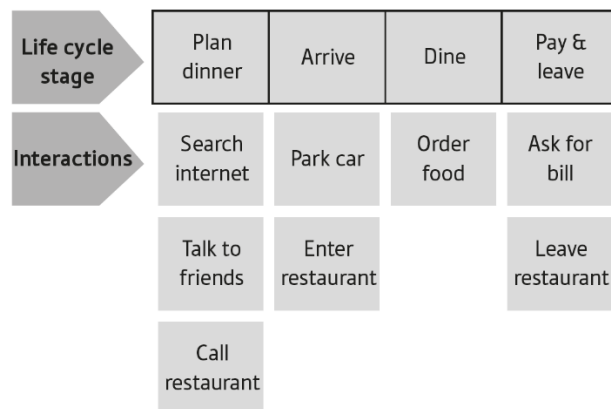 Life cycle
stage
Plan
dinner
Arrive
Dine
Pay &
leave
Interactions
Search
internet
Park car
Order
food
Ask for
bill
Talk to
friends
Enter
restaurant
Leave
restaurant
Call
restaurant